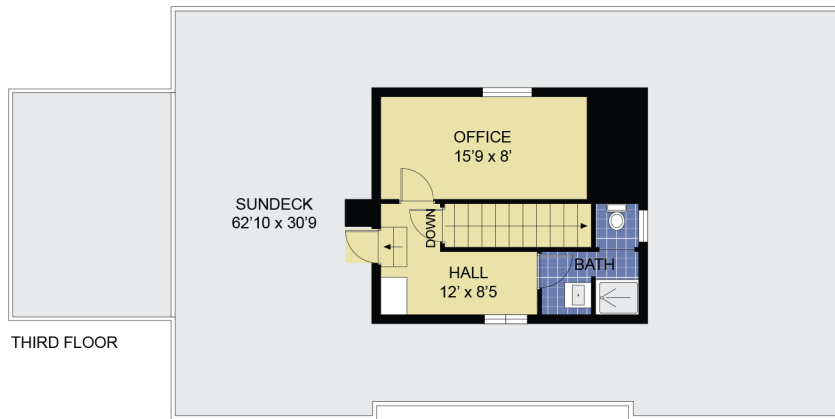 OFFICE
15'9 x 8'
SUNDECK
62'10 x 30'9
DOWN
BATH
HALL
12' x 8'5
THIRD FLOOR